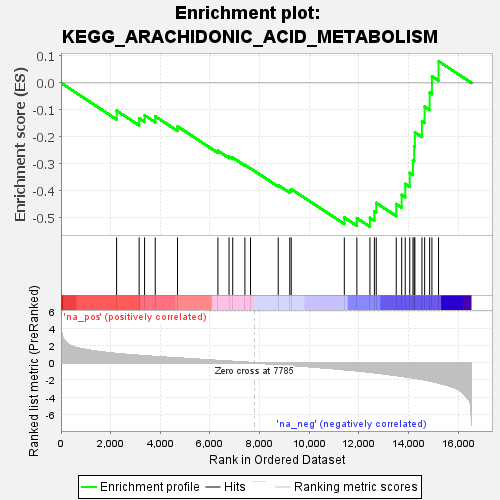 Enrichment plot:
KEGG_ARACHIDONIC_ACID_METABOLISM
Enrichment score (ES)
0.1
0.0
-0.1
-0.2
-0.3
-0.4
-0.5
Ranked list metric (PreRanked)
6
4
2
0
-2
-4
-6
'na_pos' (positively correlated)
Zero cross at 7785
'na_neg' (negatively correlated)
0
2,000
4,000
6,000
8,000
10,000
12,000
14,000
16,000
Rank in Ordered Dataset
Enrichment profile
Hits
Ranking metric scores